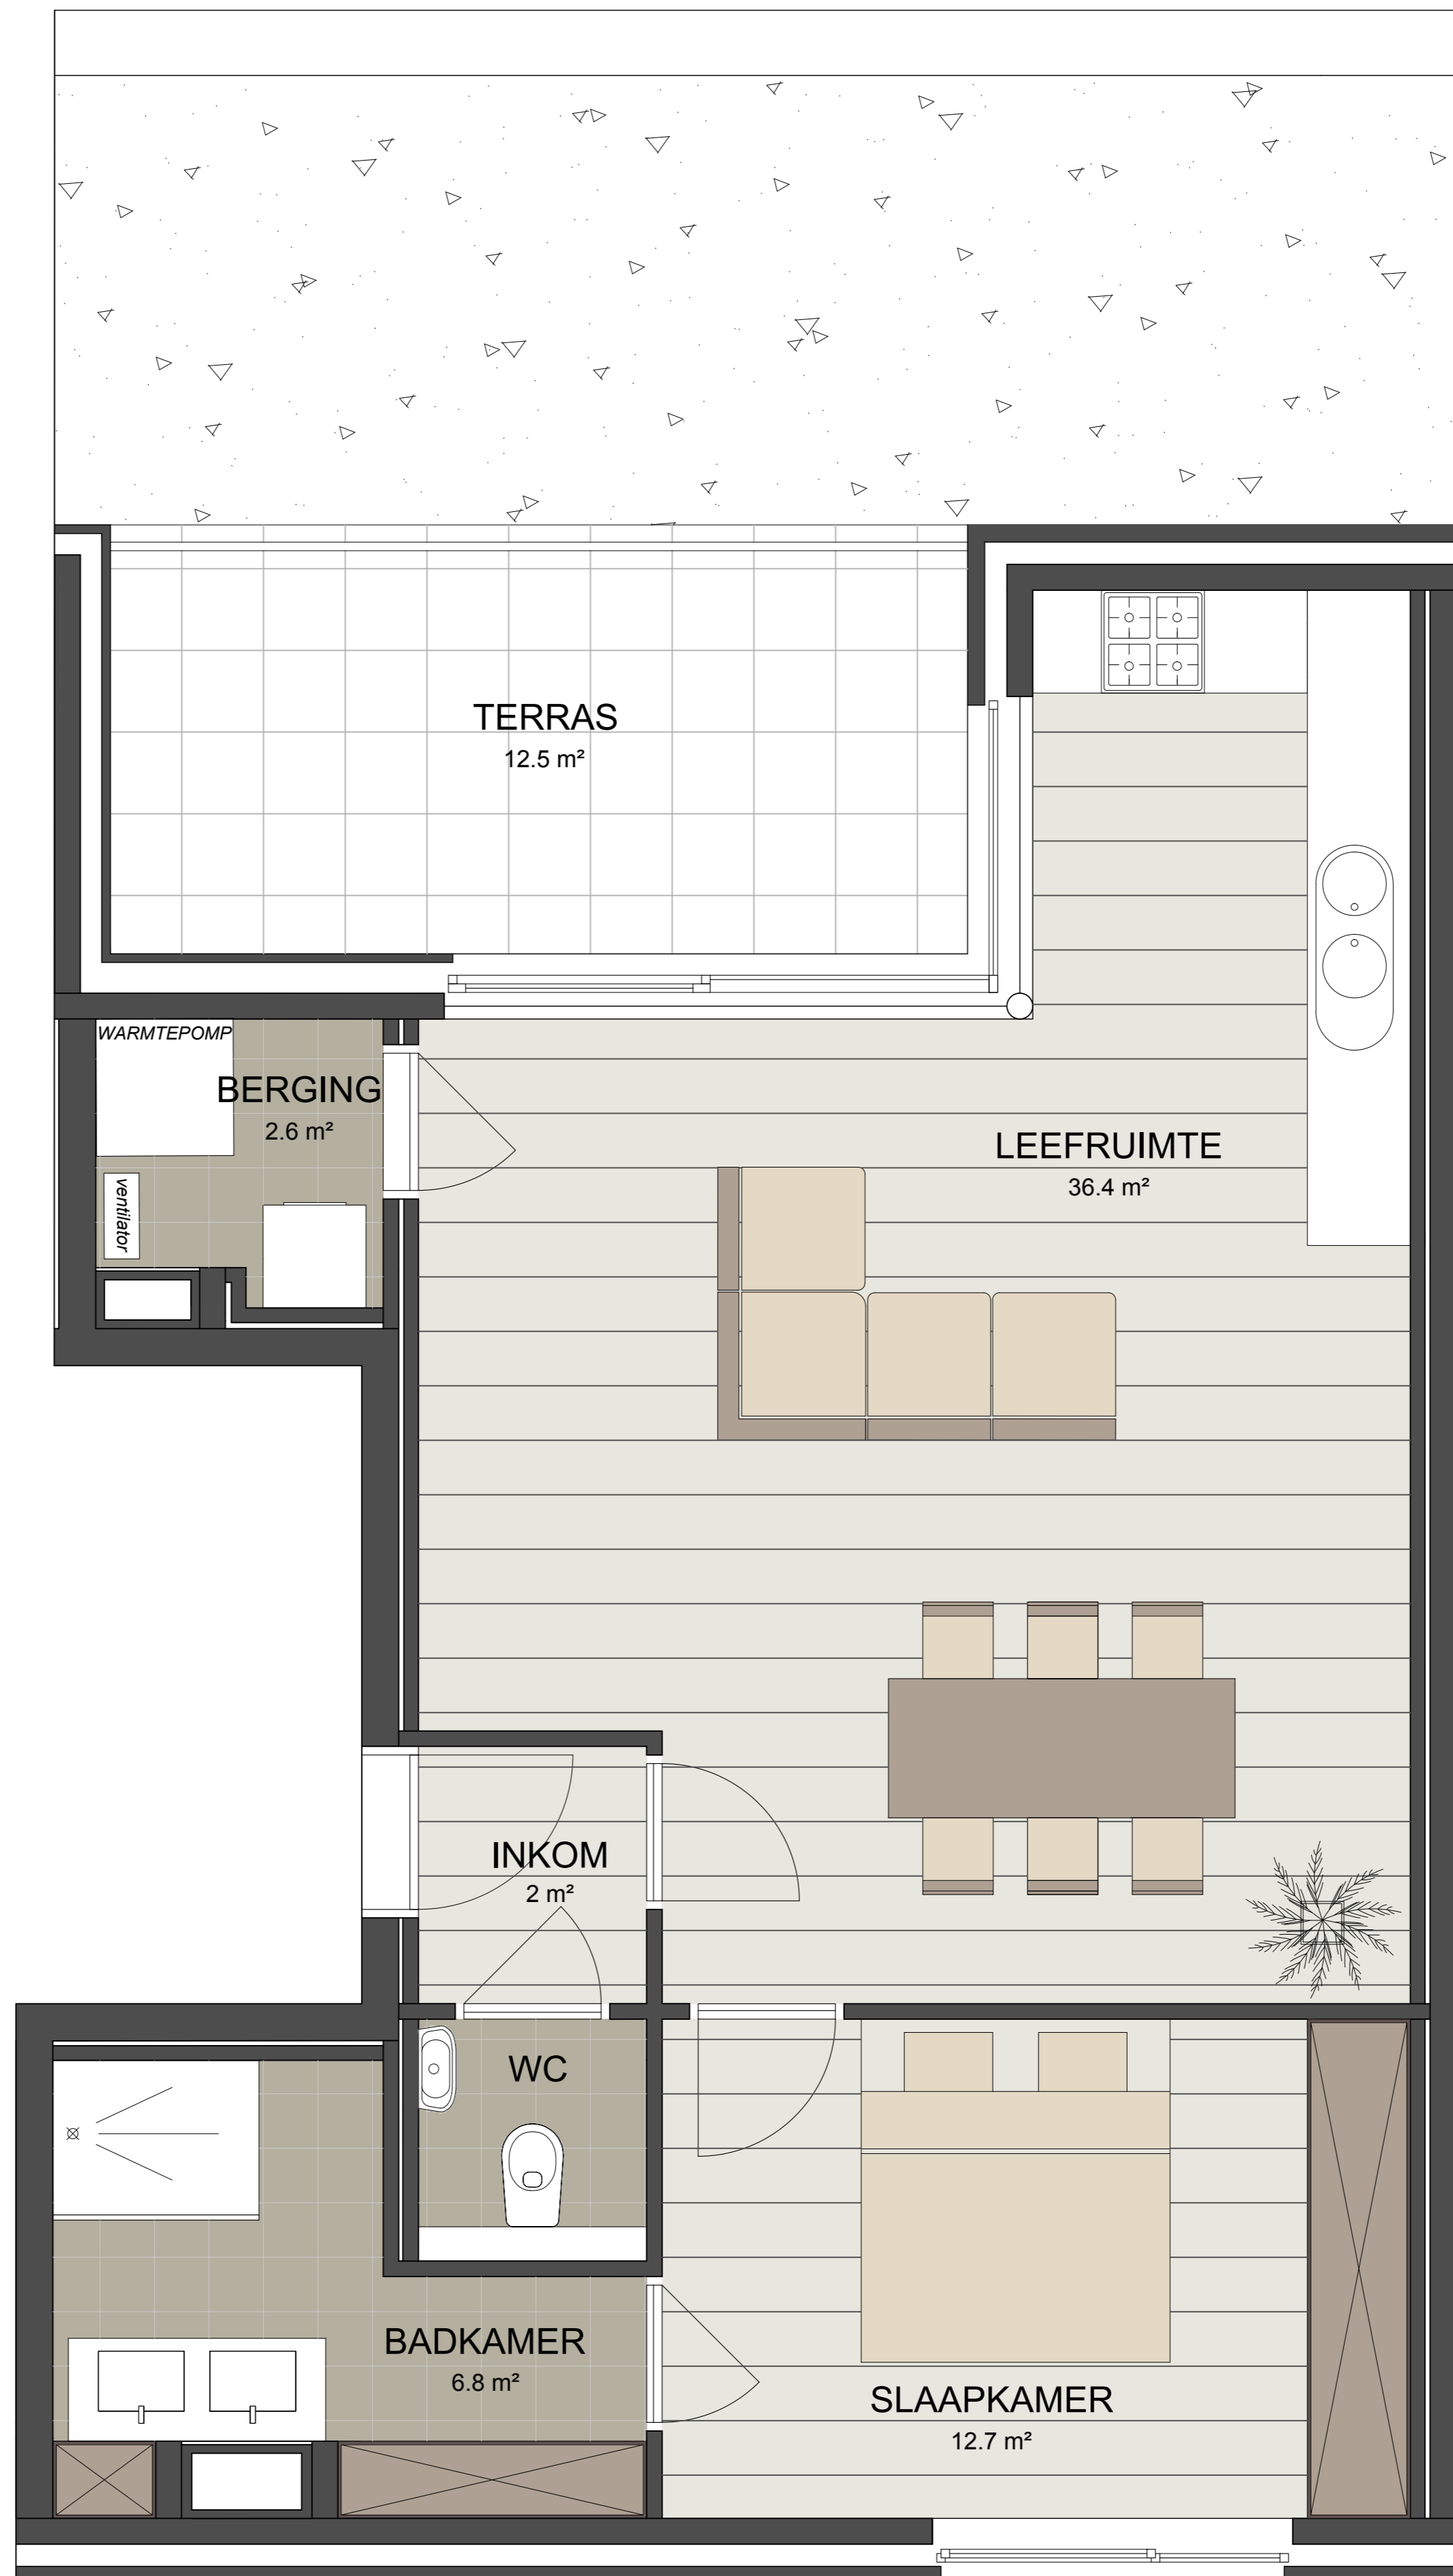 TERRAS
12.5 m²
WARMTEPOMP
BERGING
2.6 m²
ventilator
LEEFRUIMTE
36.4 m²
INKOM
2 m²
WC
BADKAMER
6.8 m²
SLAAPKAMER
12.7 m²